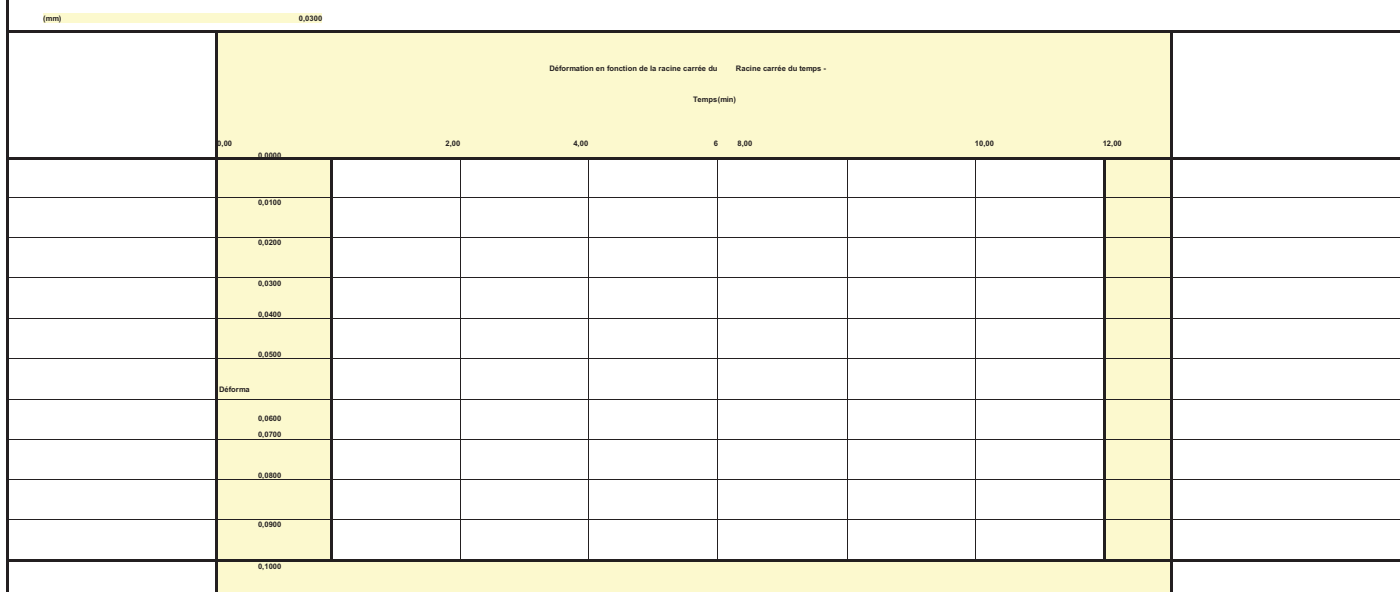 (mm) 0,0300
Déformation en fonction de la racine carrée du Racine carrée du temps -
Temps(min)
0,00 2,00 4,00 6 8,00 10,00 12,00
0,0000
0,0100
0,0200
0,0300
0,0400
0,0500
Déforma
0,0600
0,0700
0,0800
0,0900
0,1000